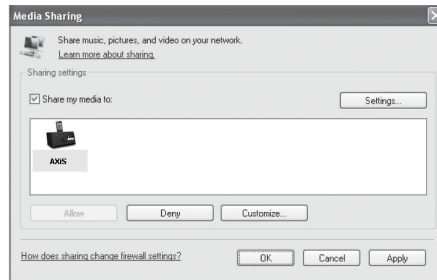 Media Sharing
Share music, pictures, and video on your network.
Learn more about sharing.
Sharing settings
Share my media to:
Settings...
AXiS
Allow
Deny
Customize...
How does sharing change firewall settings?
OK
Cancel
Apply